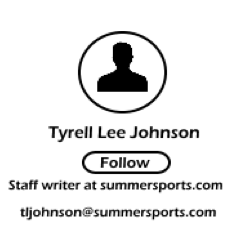 Tyrell Lee Johnson
Follow
Staff writer at summersports.com
tljohnson@summersports.com